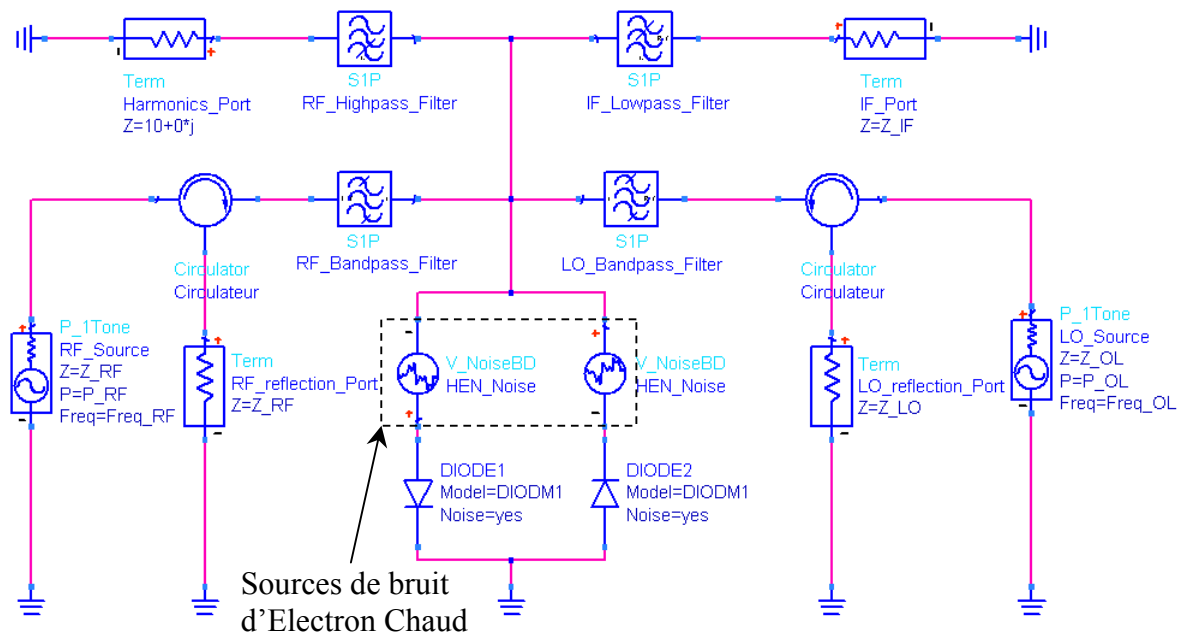 Term
Harmonics_Port
Z=10+0*j
S1P
RF_Highpass_Filter
S1P
IF_Lowpass_Filter
Term
IF_Port
Z=Z_IF
Circulator
Circulateur
S1P
RF_Bandpass_Filter
S1P
LO_Bandpass_Filter
Circulator
Circulateur
P_1Tone
RF_Source
Z=Z_RF
P=P_RF
Freq=Freq_RF
Term
RF_reflection_Port
Z=Z_RF
V_NoiseBD
HEN_Noise
V_NoiseBD
HEN_Noise
Term
LO_reflection_Port
Z=Z_LO
P_1Tone
LO_Source
Z=Z_OL
P=P_OL
Freq=Freq_OL
DIODE1
Model=DIODM1
Noise=yes
DIODE2
Model=DIODM1
Noise=yes
Sources de bruit
d’Electron Chaud